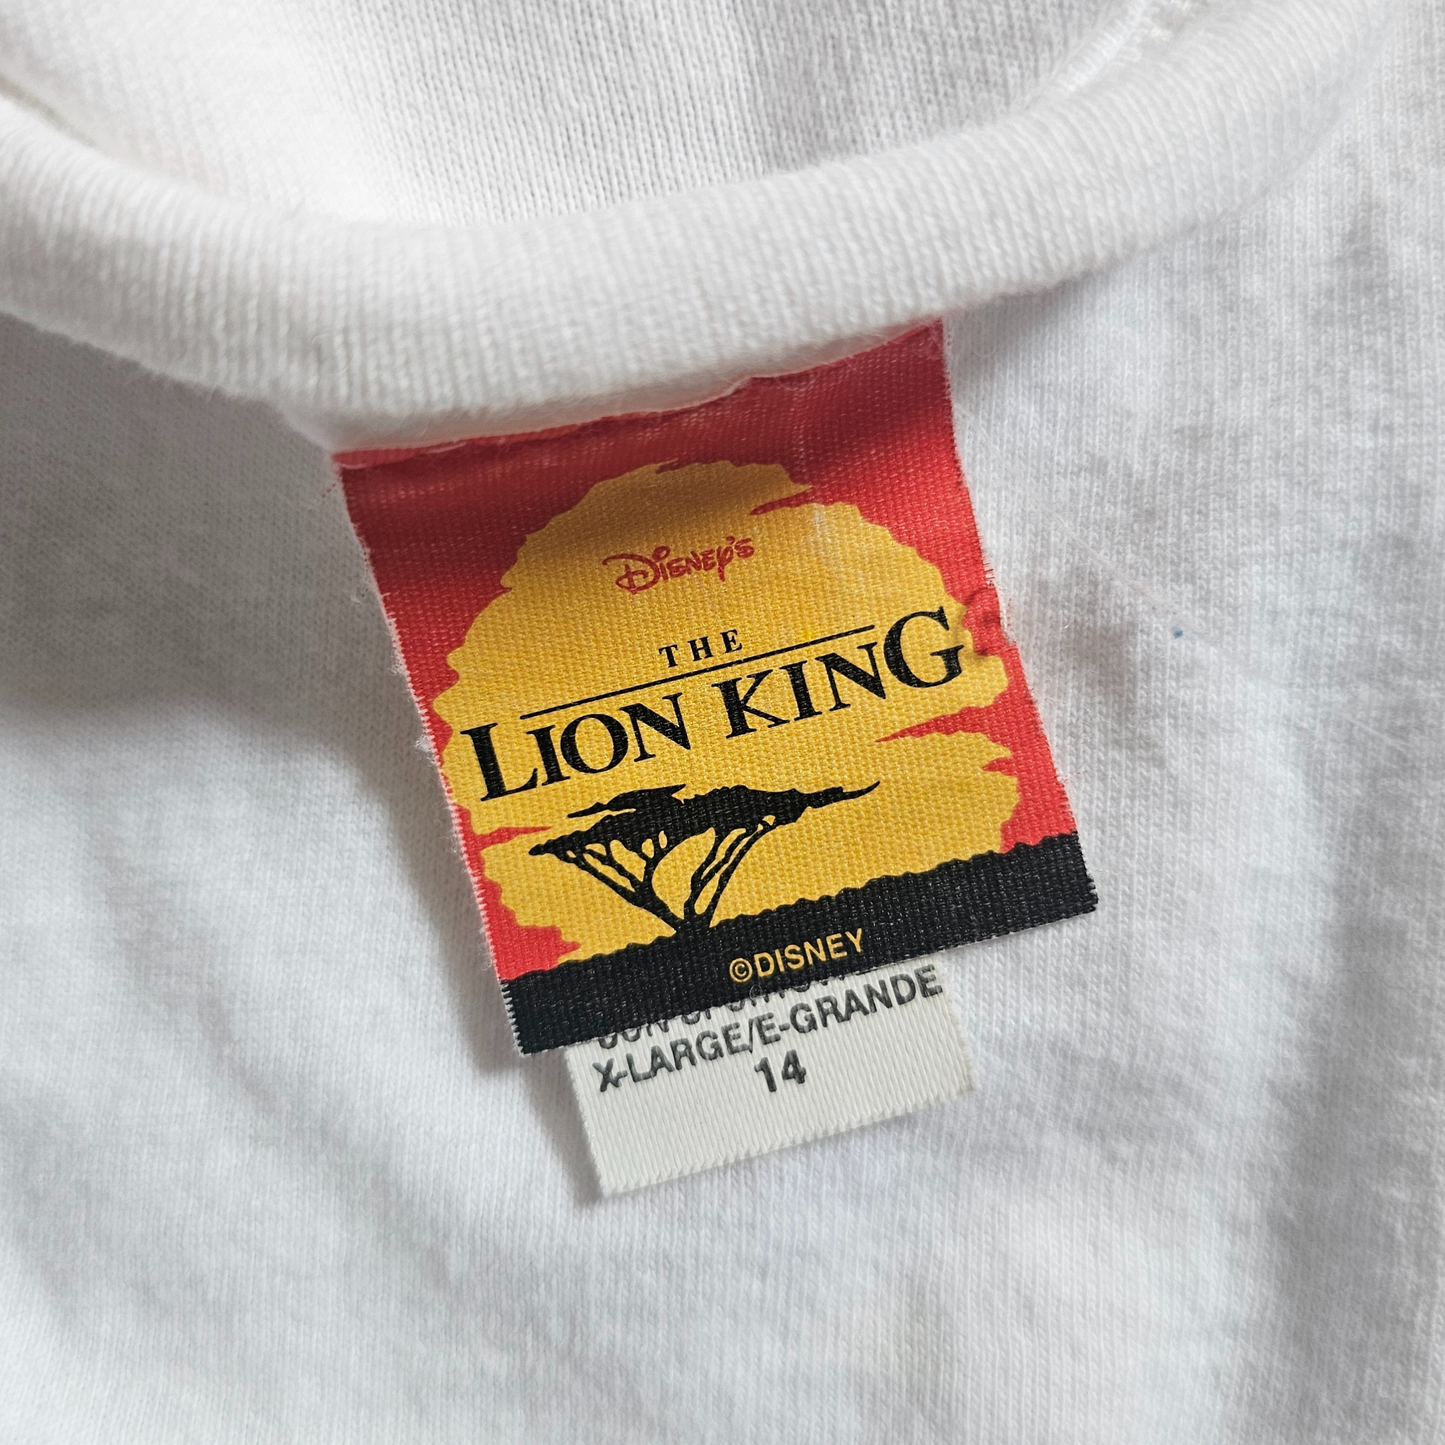 DISNEY'S
THE
LION KING
©DISNEY
X-LARGE/E-GRANDE
14